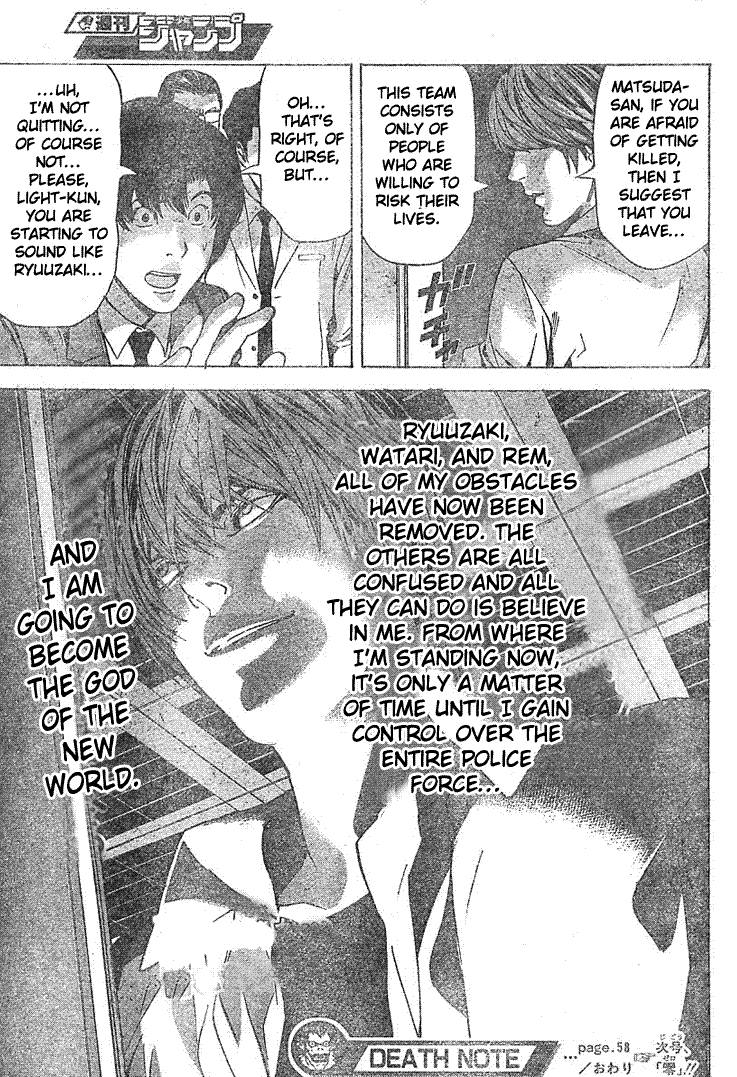 週刊
少年
ジャンプ
MATSUDA-
SAN, IF YOU
ARE AFRAID
OF GETTING
KILLED,
THEN I
SUGGEST
THAT YOU
LEAVE...
THIS TEAM
CONSISTS
ONLY OF
PEOPLE
WHO ARE
WILLING TO
RISK THEIR
LIVES.
ガチャ
OH...
THAT'S
RIGHT, OF
COURSE,
BUT...
...UH,
I'M NOT
QUITTING...
OF COURSE
NOT...
PLEASE,
LIGHT-KUN,
YOU ARE
STARTING TO
SOUND LIKE
RYUUZAKI...
RYUUZAKI,
WATARI, AND REM,
ALL OF MY OBSTACLES
HAVE NOW BEEN
REMOVED. THE
OTHERS ARE ALL
CONFUSED AND ALL
THEY CAN DO IS BELIEVE
IN ME. FROM WHERE
I'M STANDING NOW,
IT'S ONLY A MATTER
OF TIME UNTIL I GAIN
CONTROL OVER THE
ENTIRE POLICE
FORCE...
AND
I AM
GOING TO
BECOME
THE GOD
OF THE
NEW
WORLD.
DEATH NOTE
...page.58
/おわり
次号、
「零」!!